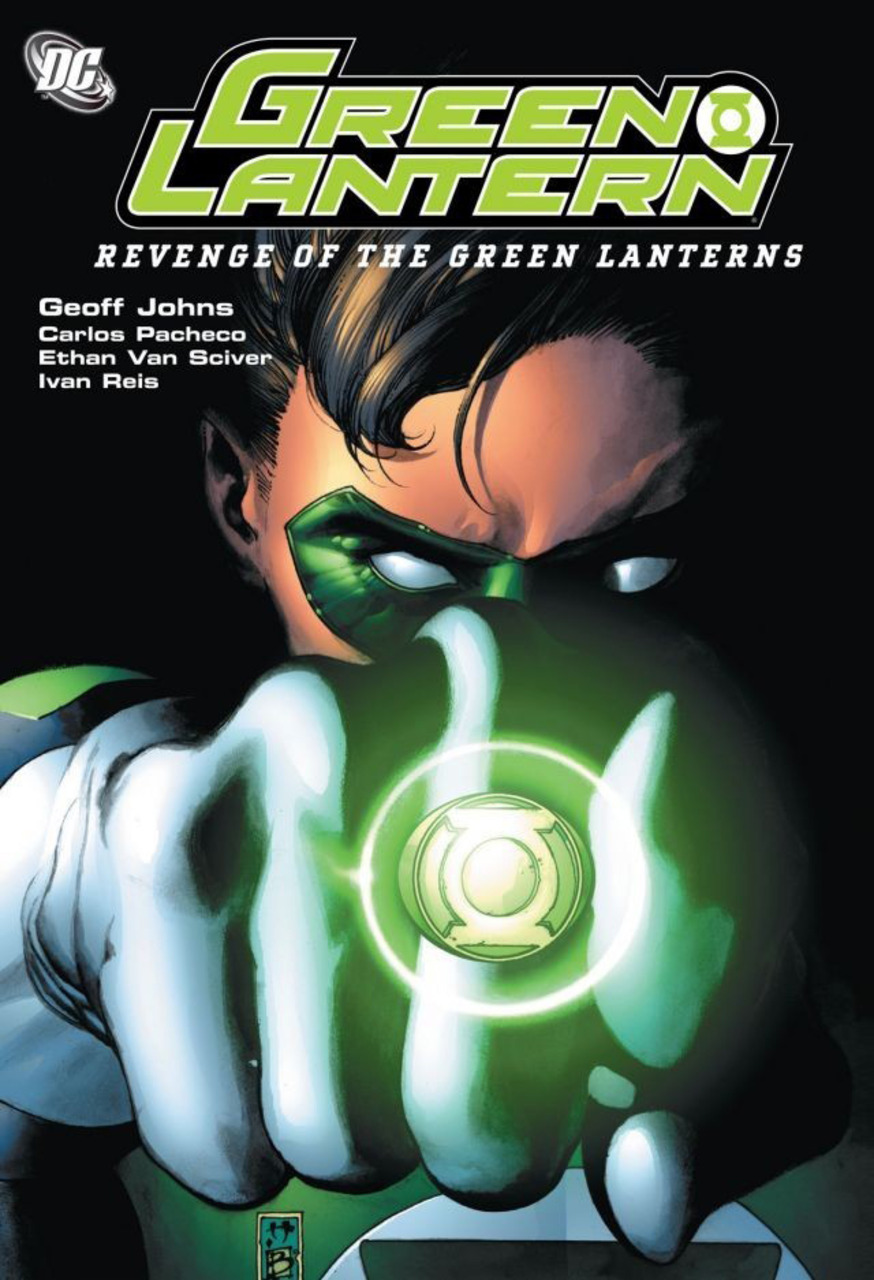 DC
GREEN
LANTERN
REVENGE OF THE GREEN LANTERNS
Geoff Johns
Carlos Pacheco
Ethan Van Sciver
Ivan Reis